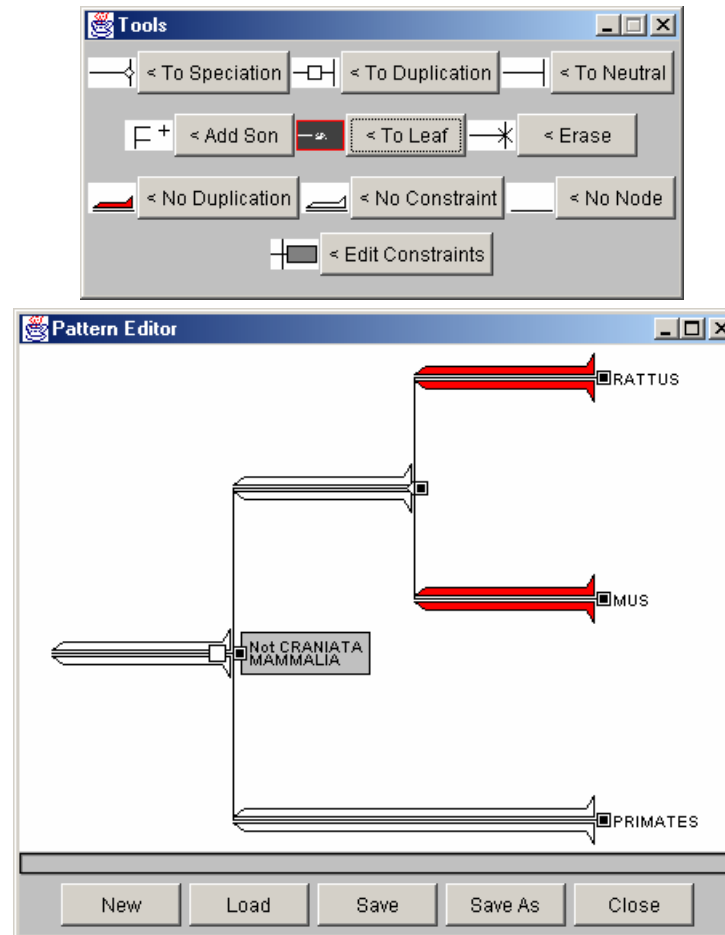 Tools
< To Speciation < To Duplication < To Neutral
+ < Add Son < To Leaf < Erase
< No Duplication < No Constraint < No Node
< Edit Constraints
Pattern Editor
RATTUS
MUS
Not CRANIATA
MAMMALIA
PRIMATES
New Load Save Save As Close